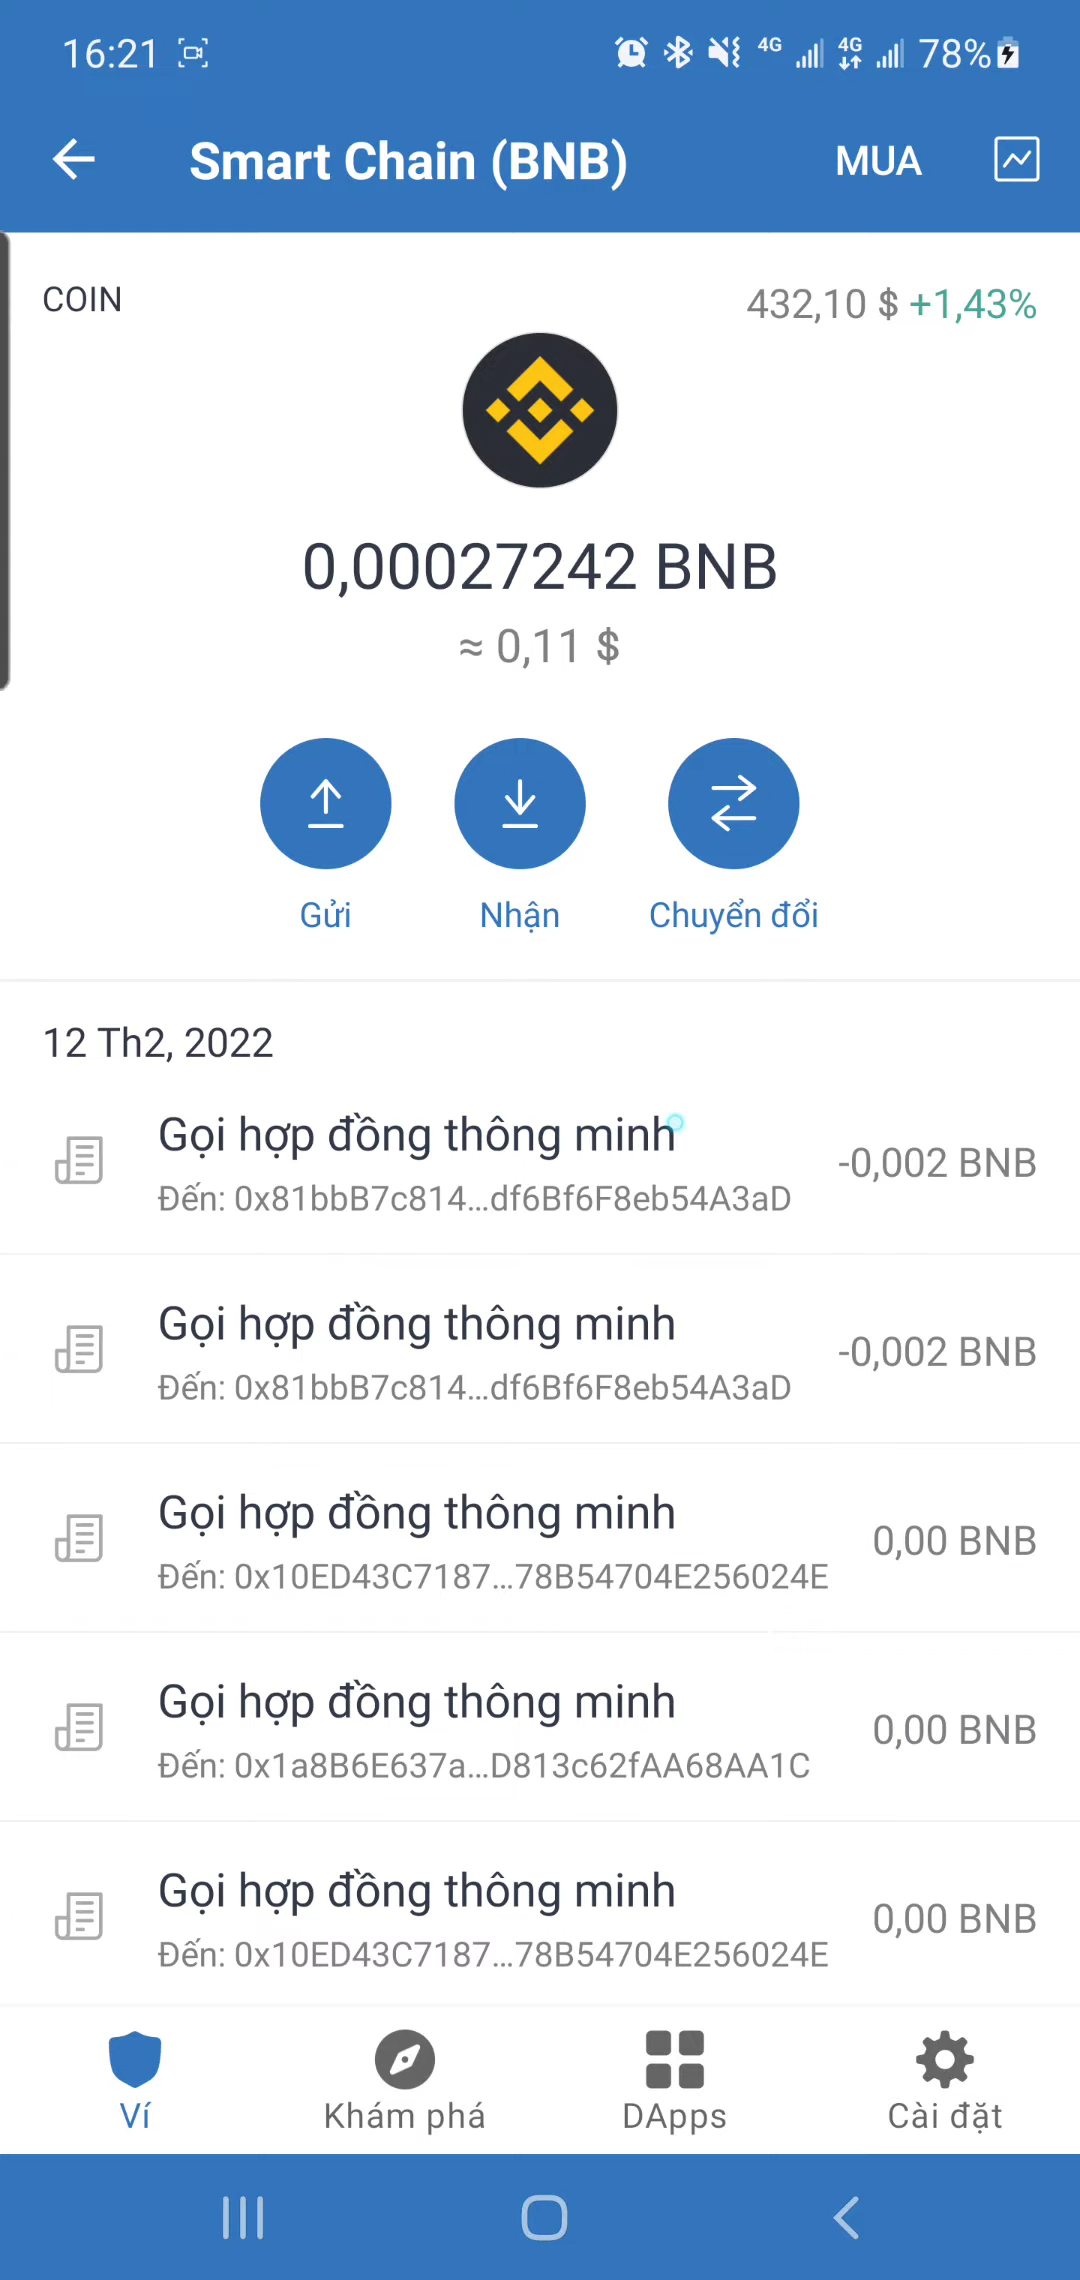 16:21 4G 4G 78%
Smart Chain (BNB) MUA
COIN 432,10 $ +1,43%
0,00027242 BNB
≈ 0,11 $
Gửi Nhận Chuyển đổi
12 Th2, 2022
Gọi hợp đồng thông minh
-0,002 BNB
Đến: 0x81bbB7c814...df6Bf6F8eb54A3aD
Gọi hợp đồng thông minh
-0,002 BNB
Đến: 0x81bbB7c814...df6Bf6F8eb54A3aD
Gọi hợp đồng thông minh
0,00 BNB
Đến: 0x10ED43C7187...78B54704E256024E
Gọi hợp đồng thông minh
0,00 BNB
Đến: 0x1a8B6E637a...D813c62fAA68AA1C
Gọi hợp đồng thông minh
0,00 BNB
Đến: 0x10ED43C7187...78B54704E256024E
Ví Khám phá DApps Cài đặt